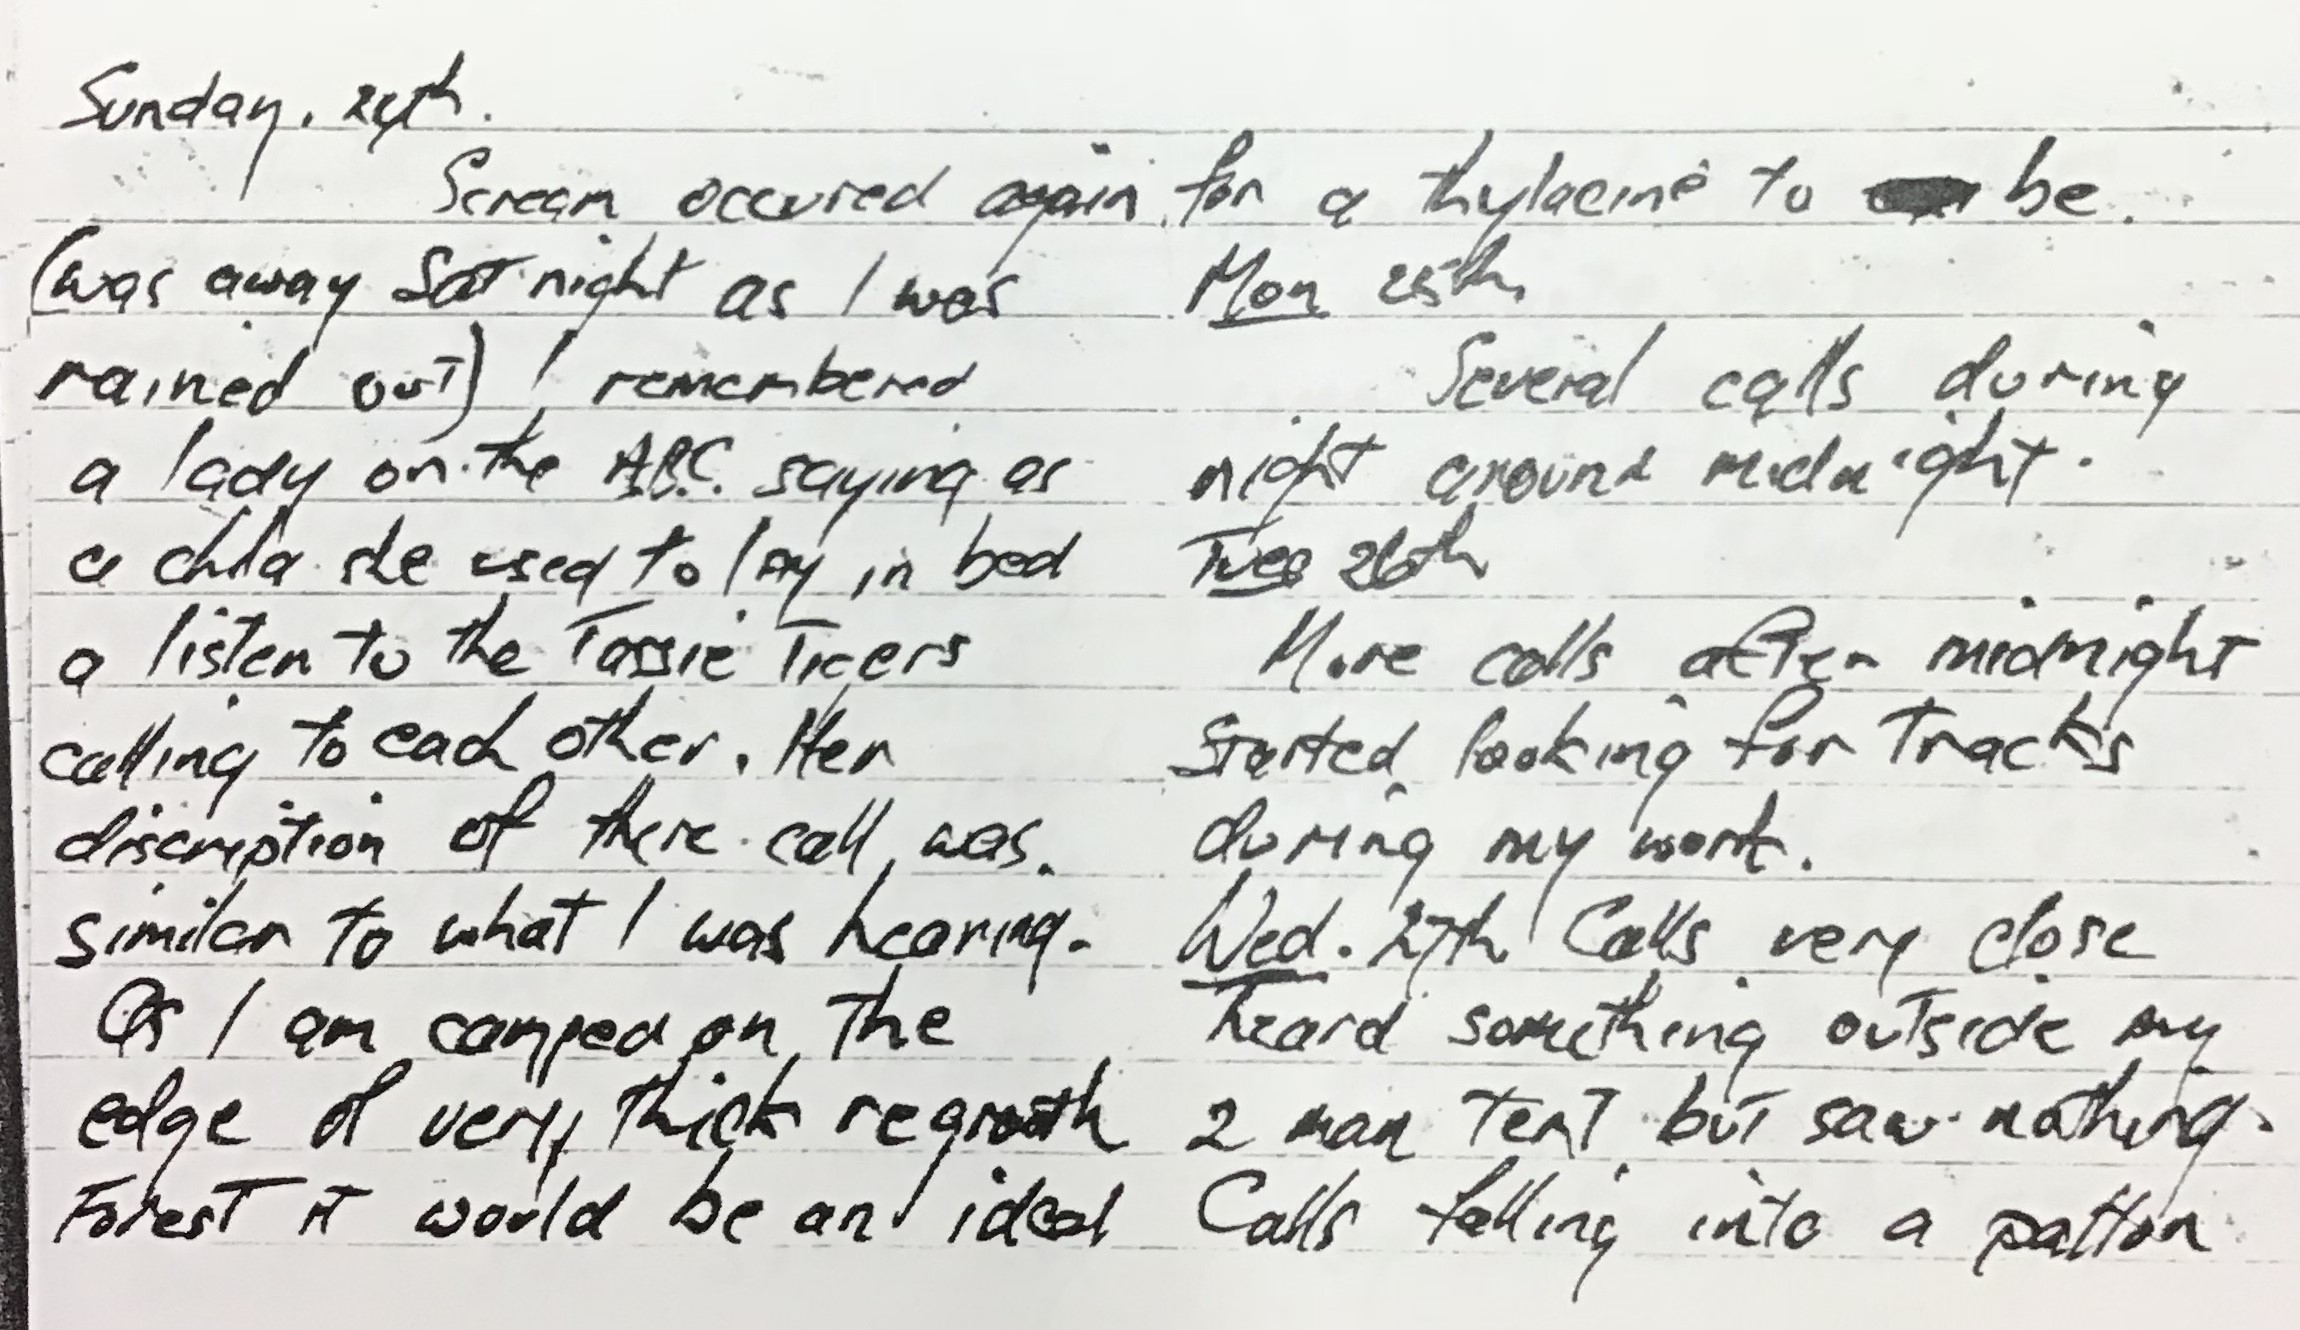 Sunday. 24th.
Scream occured again
(was away Sat night as I was
rained out) I remembered
a lady on the A.B.C. saying as
a child she used to lay in bed
a listen to the Tassie Tigers
calling to each other. Her
discription of there call was.
similar to what I was hearing.
As I am camped on the
edge of very thick regrowth
Forest it would be an ideal
for a thylacine to be.
Mon 25th
Several calls during
night around midnight.
Tues 26th
More calls after midnight
Started looking for tracks
during my work.
Wed. 27th Calls very close
heard something outside my
2 man tent but saw nothing.
Calls falling into a patton